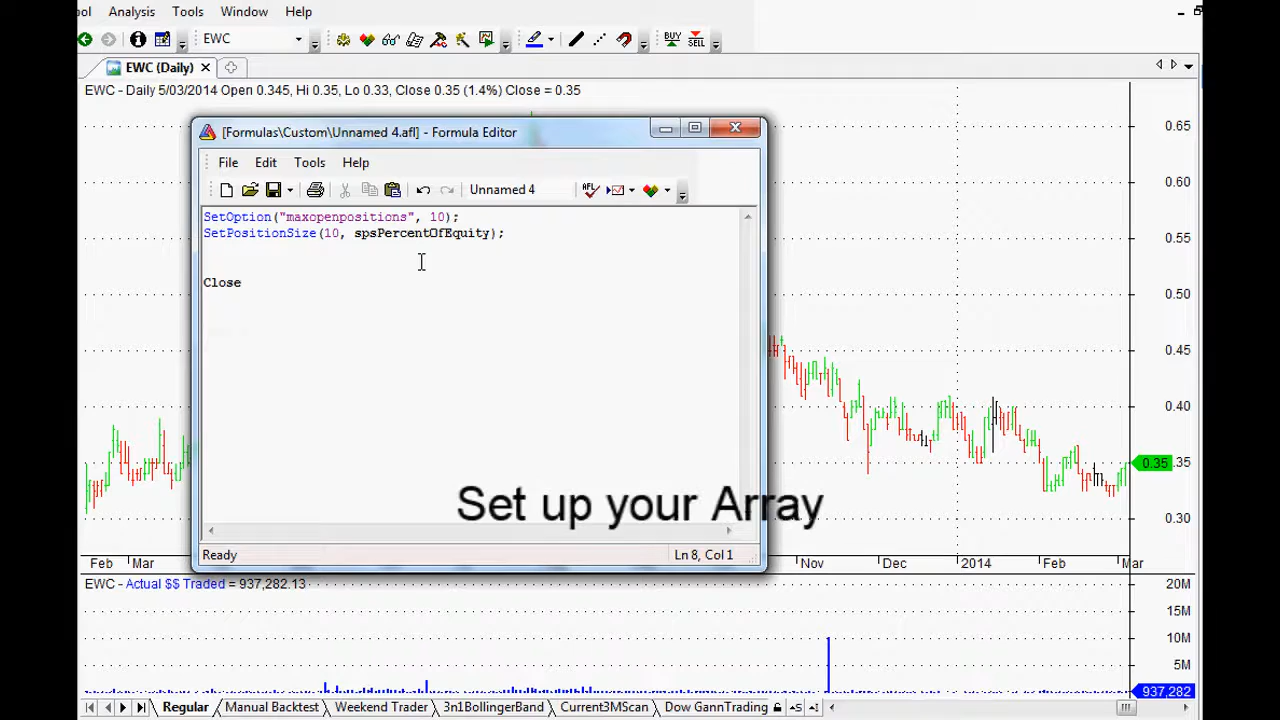 ol Analysis Tools Window Help
EWC BUY SELL
EWC (Daily)
EWC - Daily 5/03/2014 Open 0.345, Hi 0.35, Lo 0.33, Close 0.35 (1.4%) Close = 0.35
[Formulas\Custom\Unnamed 4.afl] - Formula Editor
File Edit Tools Help
Unnamed 4 AFL
SetOption("maxopenpositions", 10);
SetPositionSize(10, spsPercentOfEquity);
Close
Set up your Array
Ready Ln 8, Col 1
0.65
0.60
0.55
0.50
0.45
0.40
0.35 .35
0.30
Feb Mar Nov Dec 2014 Feb Mar
EWC - Actual $$ Traded = 937,282.13
20M
15M
10M
5M
937,282
Regular Manual Backtest Weekend Trader 3n1BollingerBand Current3MScan Dow GannTrading